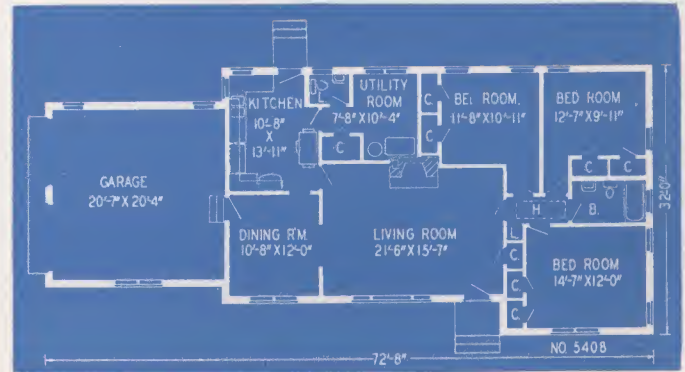 KITCHEN
10'-8"
X
13'-11"
UTILITY
ROOM
7'-8" X 10'-4"
C.
C.
C
BED ROOM.
11'-8" X 10'-11"
BED ROOM
12'-7" X 9'-11"
C
C
GARAGE
20'-7" X 20'-4"
DINING R'M.
10'-8" X 12'-0"
LIVING ROOM
21'-6" X 15'-7"
H.
B.
L
C.
C.
C.
BED ROOM
14'-7" X 12'-0"
32'-0"
72'-8"
NO. 5408